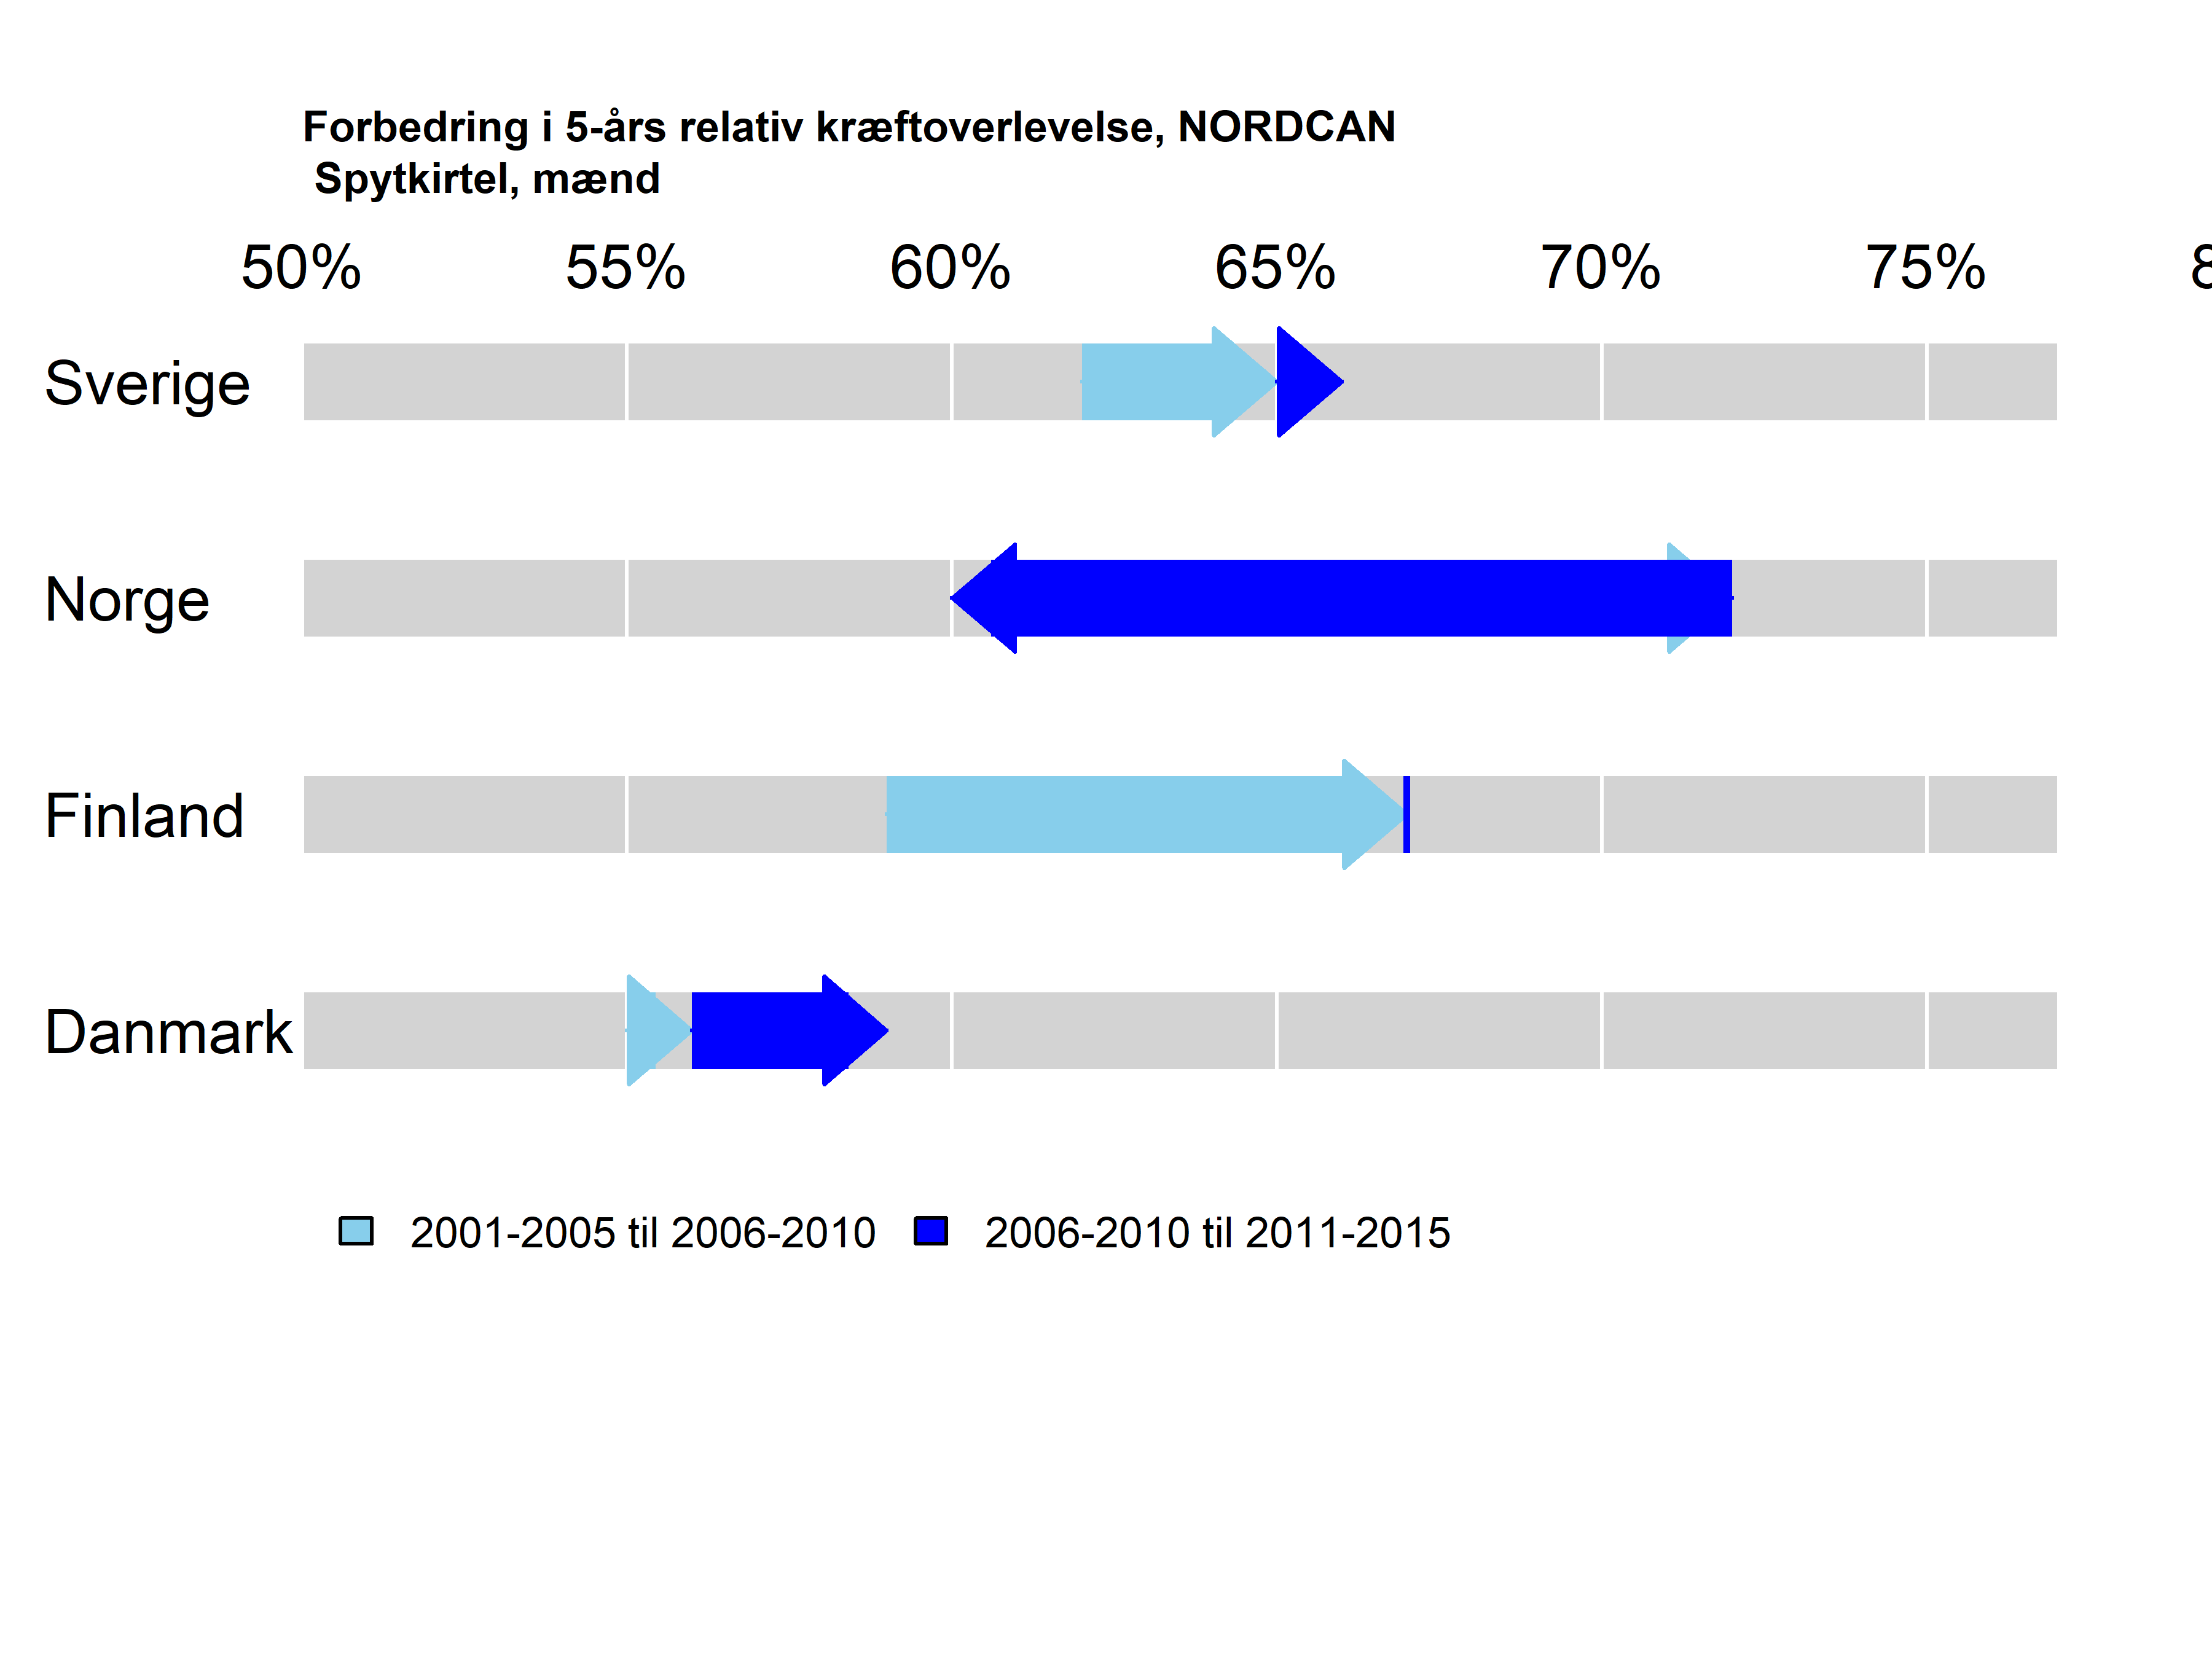 Forbedring i 5-års relativ kræftoverlevelse, NORDCAN
Spytkirtel, mænd
50% 55% 60% 65% 70% 75% 8
Sverige
Norge
Finland
Danmark
2001-2005 til 2006-2010 2006-2010 til 2011-2015